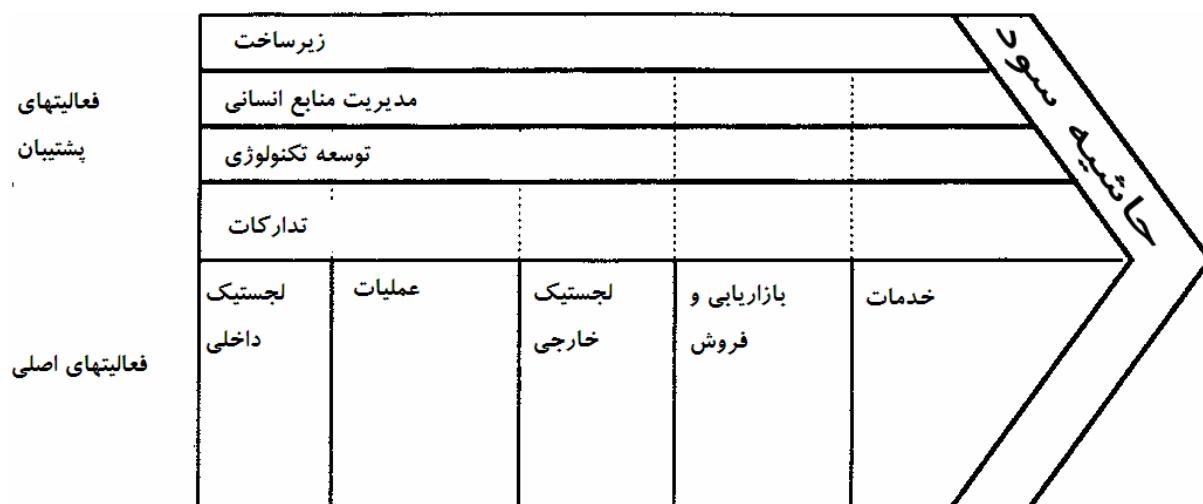 زیرساخت
حاشیه سود
مدیریت منابع انسانی
فعالیتهای
پشتیبان
توسعه تکنولوژی
تدارکات
لجستیک
داخلی
عملیات
لجستیک
خارجی
بازاریابی و
فروش
خدمات
فعالیتهای اصلی